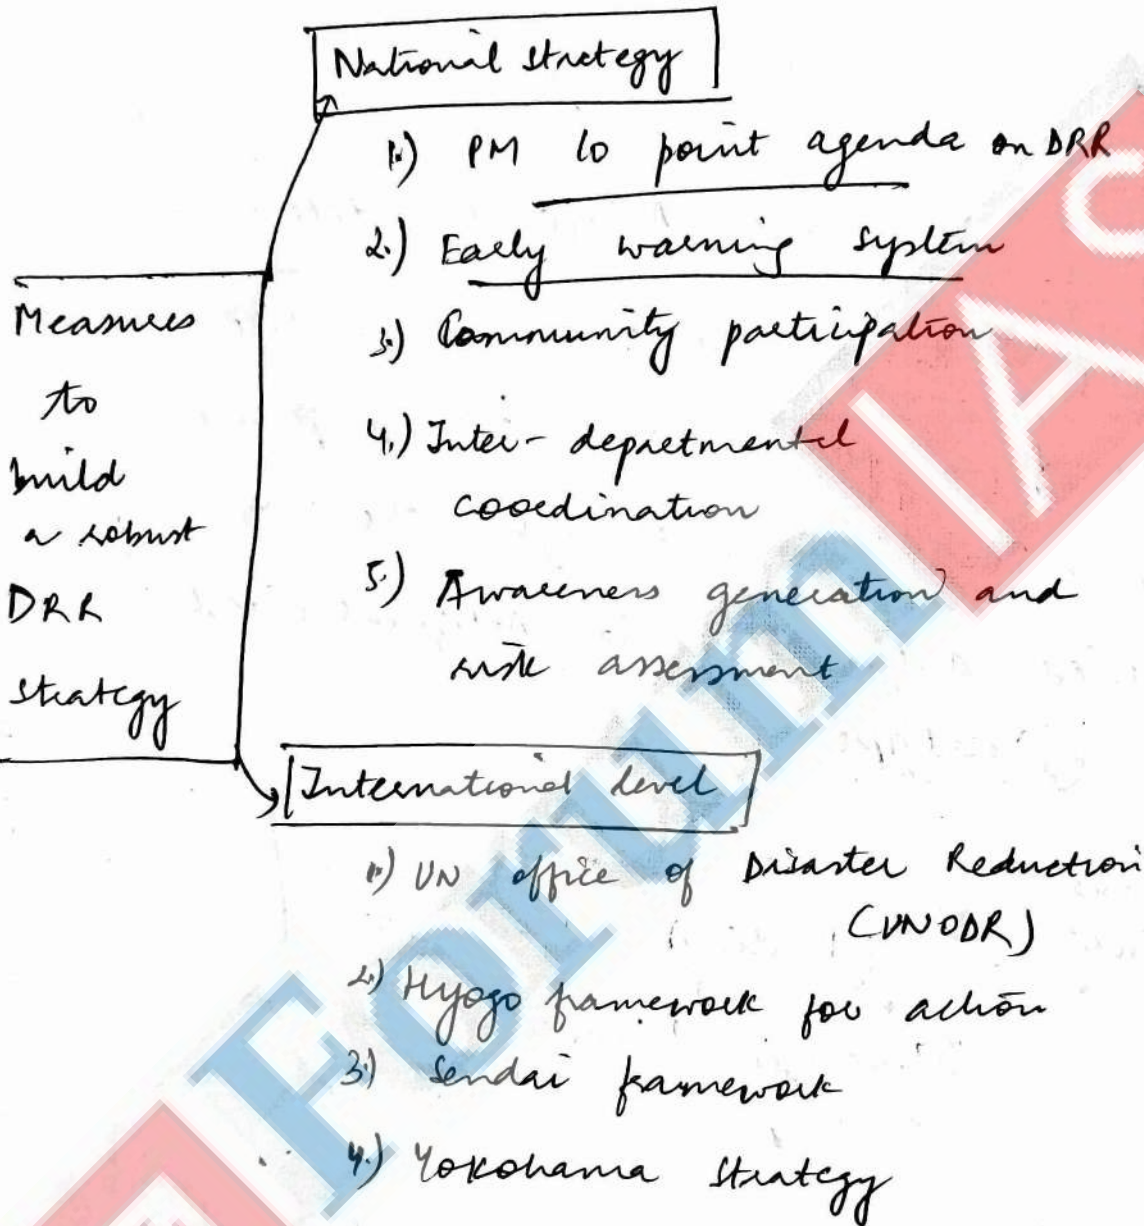 National Strategy
1.) PM 10 point agenda on DRR
2.) Early warning system
3.) Community participation
4.) Inter-departmental
coordination
5.) Awareness generation and
risk assessment
Measures
to
build
a robust
DRR
Strategy
International level
1.) UN office of Disaster Reduction
(UNODR)
2.) Hyogo framework for action
3.) Sendai framework
4.) Yokohama Strategy
Forum IAS